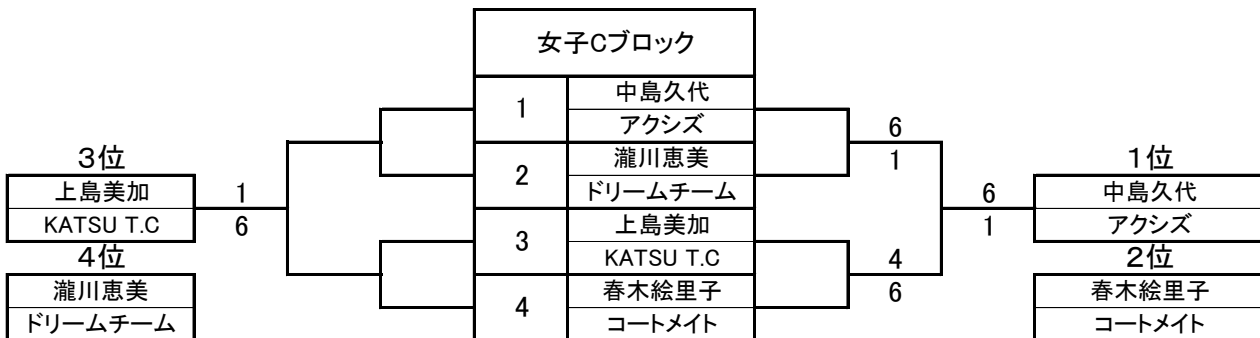 女子Cブロック
1
中島久代
アクシズ
2
瀧川恵美
ドリームチーム
3
上島美加
KATSU T.C
4
春木絵里子
コートメイト
3位
上島美加
KATSU T.C
4位
瀧川恵美
ドリームチーム
1
6
6
1
4
6
6
1
1位
中島久代
アクシズ
2位
春木絵里子
コートメイト